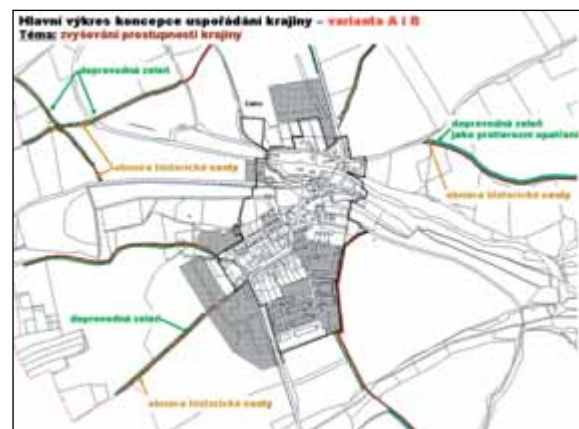 Hlavní výkres koncepce uspořádání krajiny – varianta A i B
Téma: zvyšování prostupnosti krajiny
doprovodná zeleň
doprovodná zeleň
jako protierozní opatření
obnova historické cesty
obnova historické cesty
doprovodná zeleň
obnova historické cesty